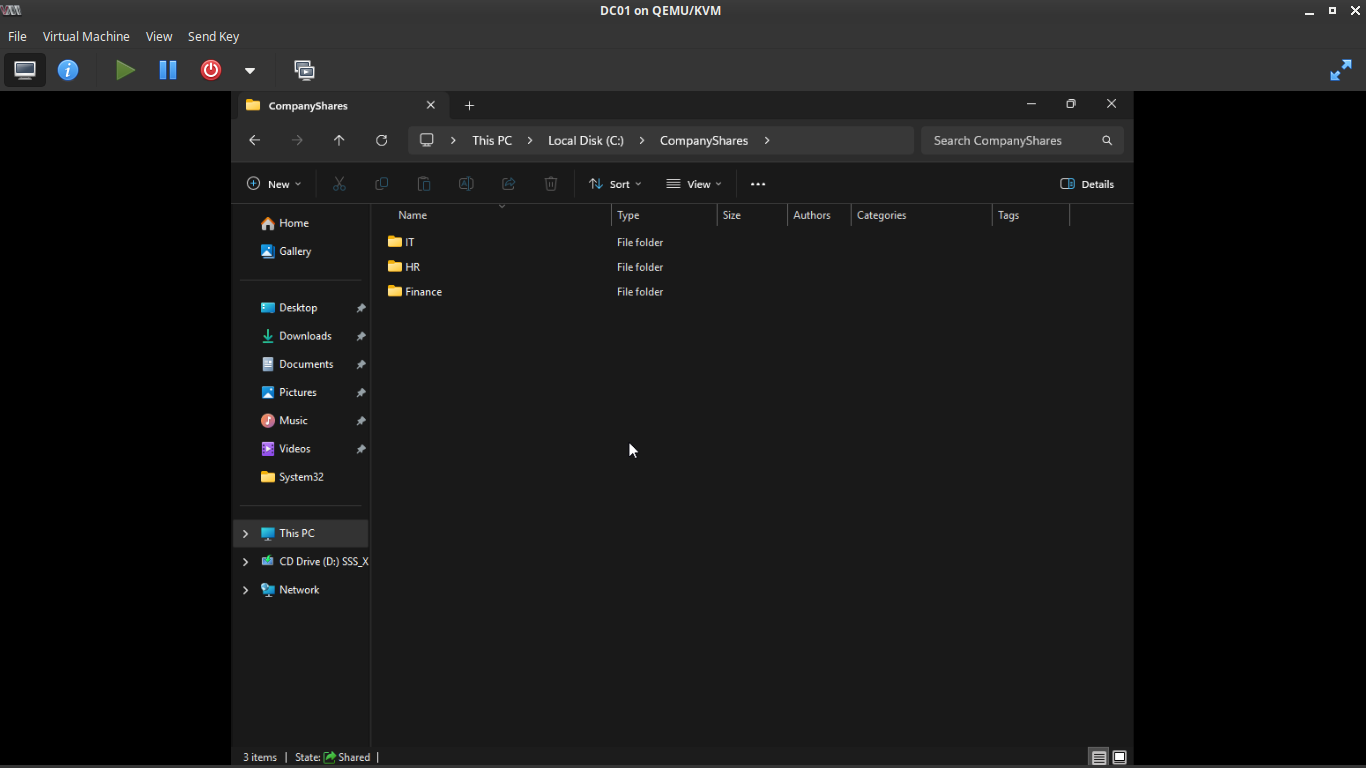 DC01 on QEMU/KVM
File Virtual Machine View Send Key
CompanyShares
This PC Local Disk (C:) CompanyShares Search CompanyShares
New Sort View Details
Name Type Size Authors Categories Tags
Home
Gallery
Desktop
Downloads
Documents
Pictures
Music
Videos
System32
This PC
CD Drive (D:) SSS_X
Network
IT File folder
HR File folder
Finance File folder
3 items State: Shared